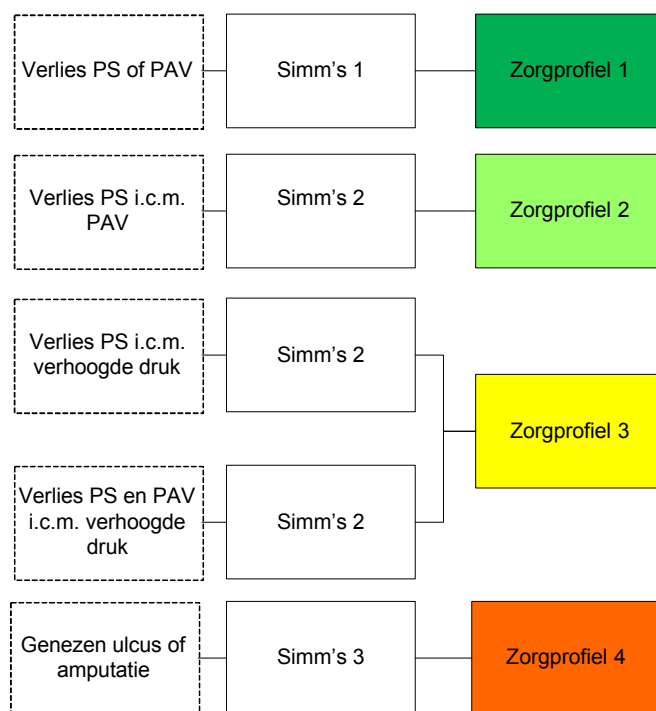 Verlies PS of PAV
Simm's 1
Zorgprofiel 1
Verlies PS i.c.m.
PAV
Simm's 2
Zorgprofiel 2
Verlies PS i.c.m.
verhoogde druk
Simm's 2
Zorgprofiel 3
Verlies PS en PAV
i.c.m. verhoogde
druk
Simm's 2
Genezen ulcus of
amputatie
Simm's 3
Zorgprofiel 4